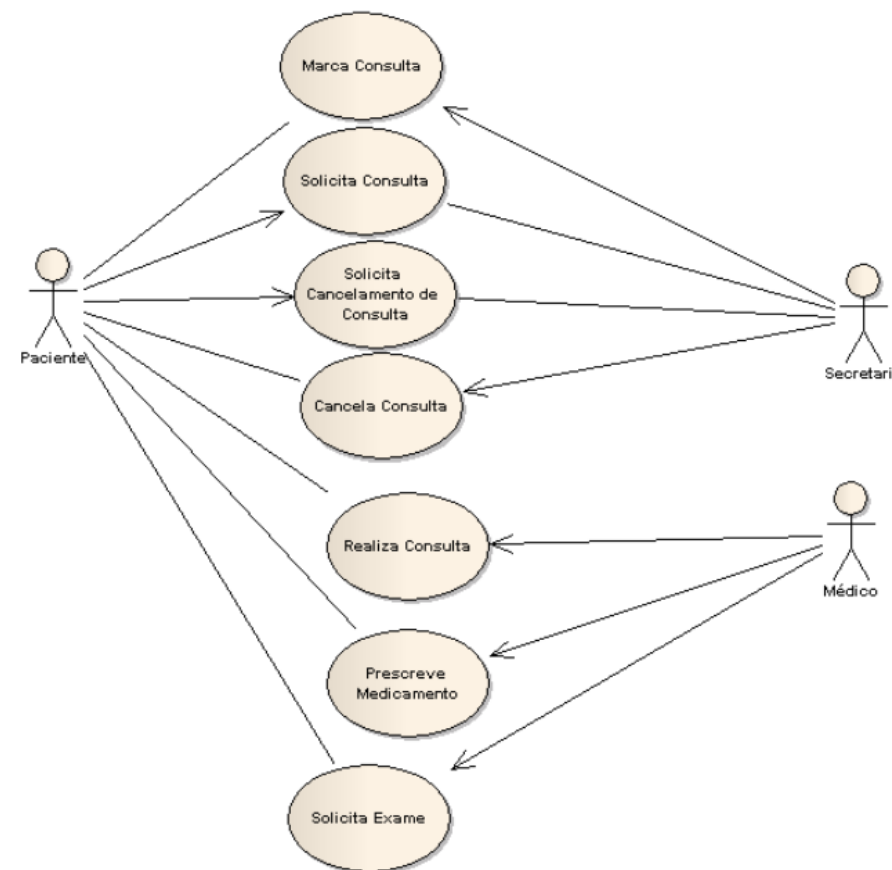 Marca Consulta
Solicita Consulta
Solicita
Cancelamento de
Consulta
Paciente
Secretari
Cancela Consulta
Realiza Consulta
Médico
Prescreve
Medicamento
Solicita Exame